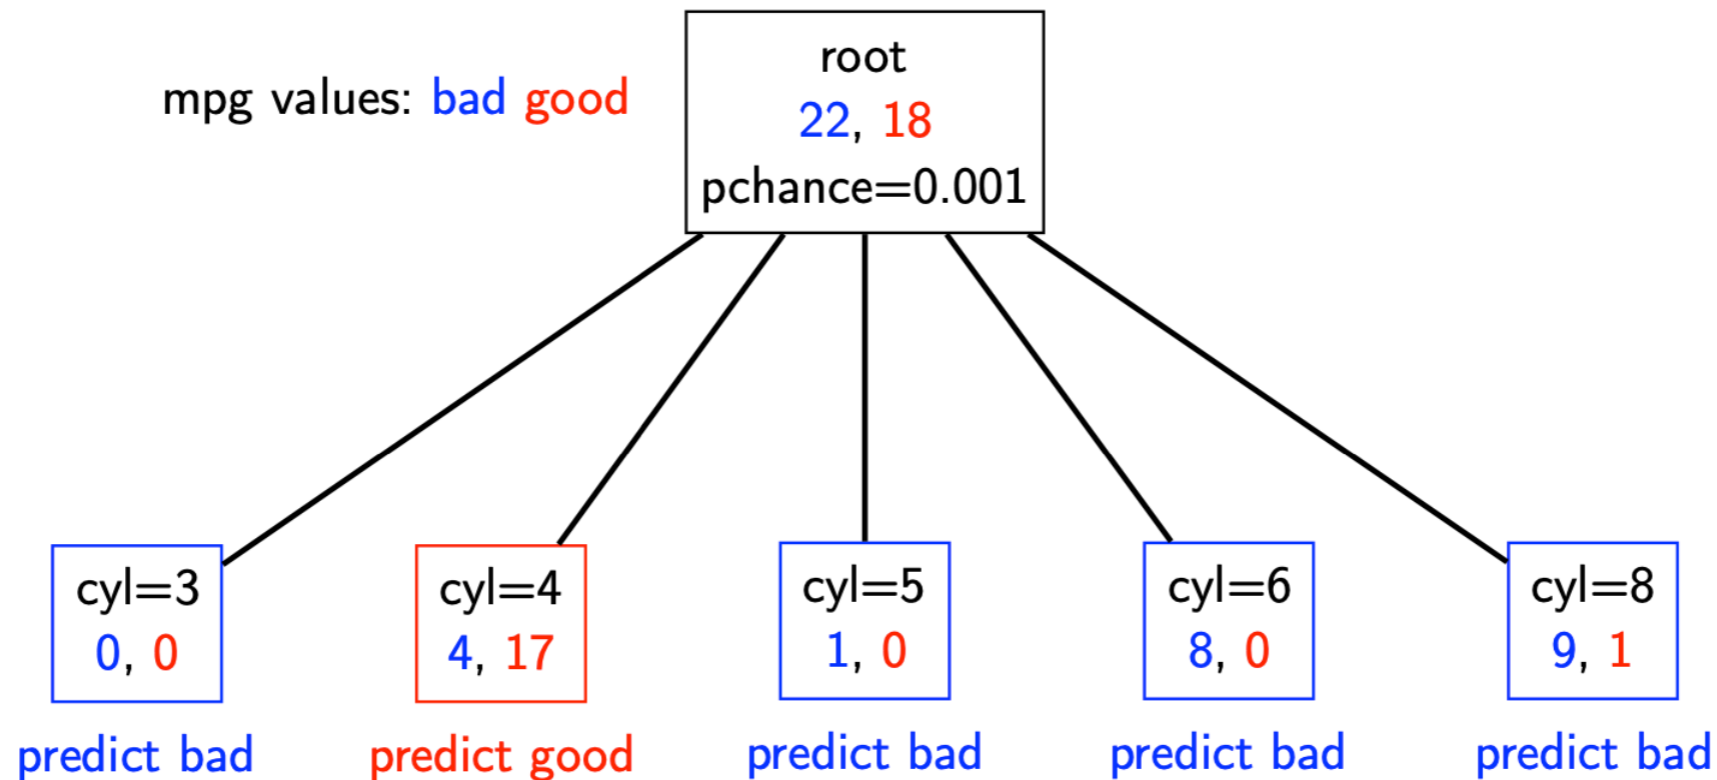 mpg values: bad good
root
22, 18
pchance=0.001
cyl=3
0, 0
predict bad
cyl=4
4, 17
predict good
cyl=5
1, 0
predict bad
cyl=6
8, 0
predict bad
cyl=8
9, 1
predict bad